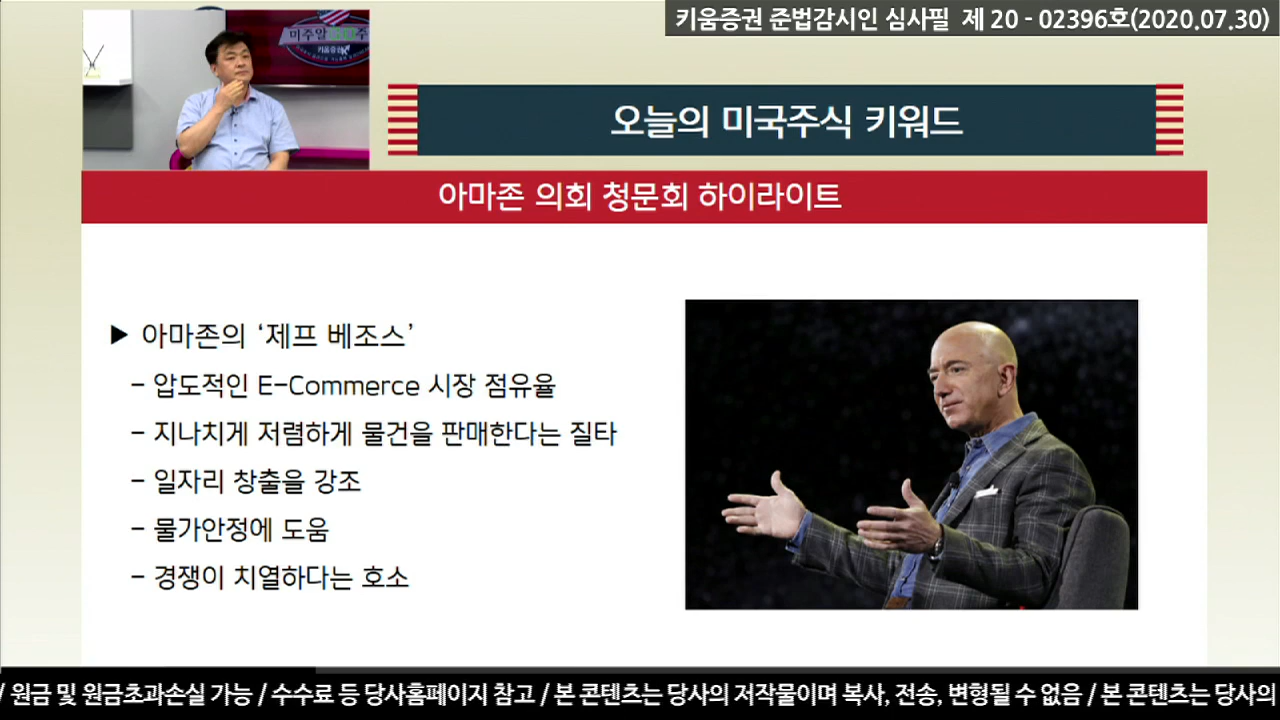 키움증권 준법감시인 심사필 제 20 - 02396호(2020.07.30)
미주알
키움증권
오늘의 미국주식 키워드
아마존 의회 청문회 하이라이트
▶ 아마존의 ‘제프 베조스’
- 압도적인 E-Commerce 시장 점유율
- 지나치게 저렴하게 물건을 판매한다는 질타
- 일자리 창출을 강조
- 물가안정에 도움
- 경쟁이 치열하다는 호소
/ 원금 및 원금초과손실 가능 / 수수료 등 당사홈페이지 참고 / 본 콘텐츠는 당사의 저작물이며 복사, 전송, 변형될 수 없음 / 본 콘텐츠는 당사의